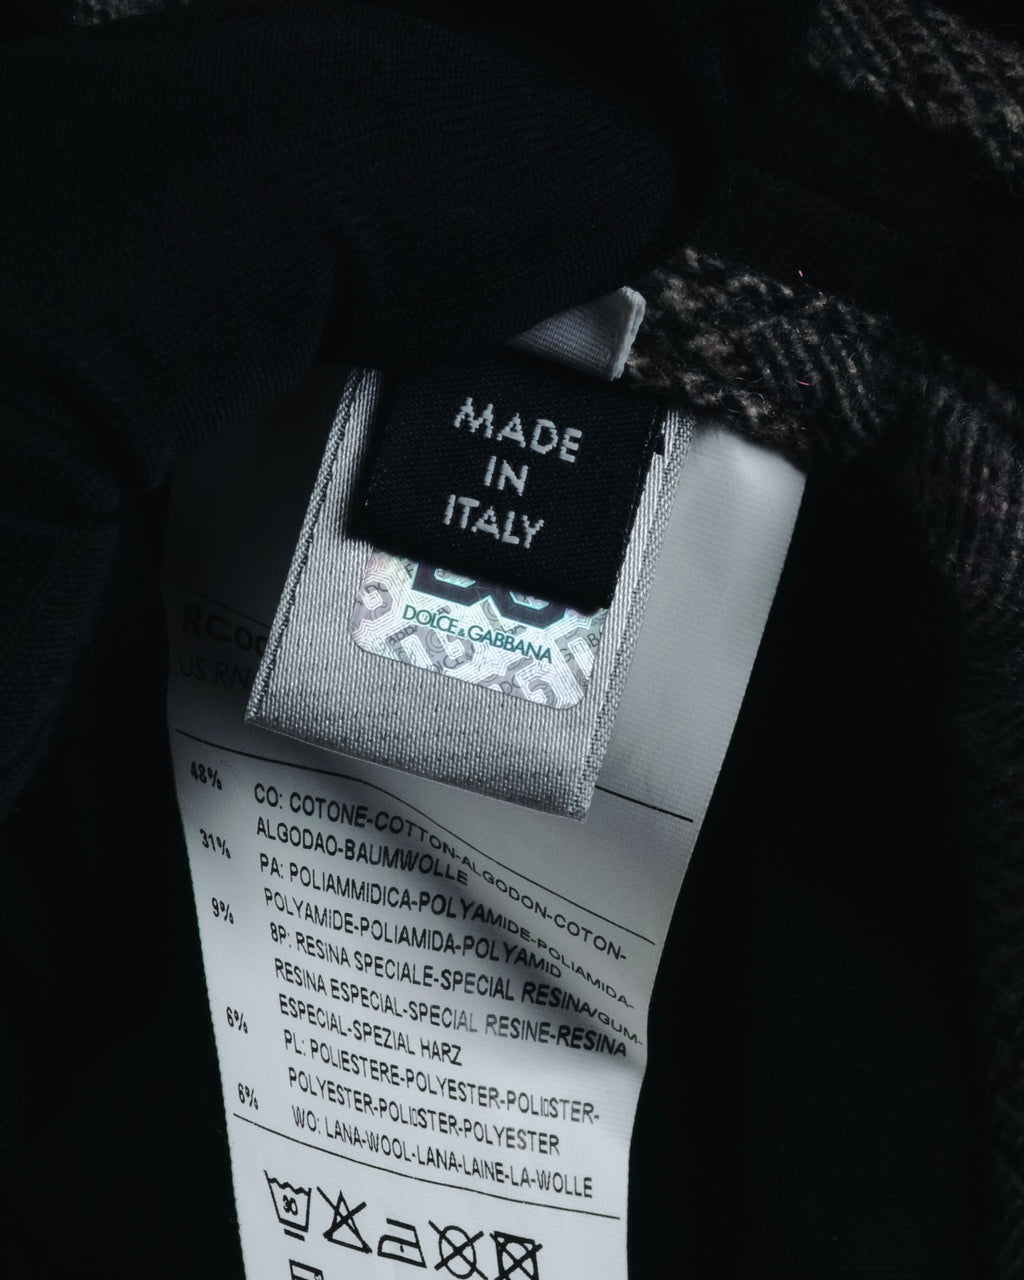 MADE
IN
ITALY
DOLCE & GABBANA
US RN
48% CO: COTONE-COTTON-ALGODON-COTON-
ALGODAO-BAUMWOLLE
31% PA: POLIAMMIDICA-POLYAMIDE-POLIAMIDA-
POLYAMIDE-POLIAMIDA-POLYAMID
9% 8P: RESINA SPECIALE-SPECIAL RESINA/GUM-
RESINA ESPECIAL-SPECIAL RESINE-RESINA
ESPECIAL-SPEZIAL HARZ
6% PL: POLIESTERE-POLYESTER-POLIESTER-
POLYESTER-POLIESTER-POLYESTER
6% WO: LANA-WOOL-LANA-LAINE-LA-WOLLE
30